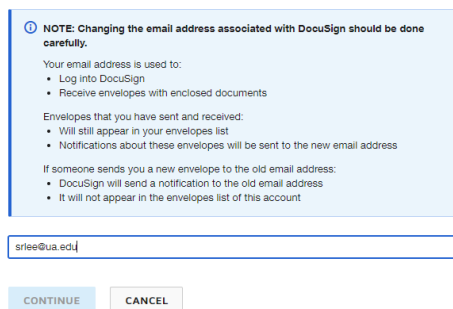 NOTE: Changing the email address associated with DocuSign should be done
carefully.
Your email address is used to:
• Log into DocuSign
• Receive envelopes with enclosed documents
Envelopes that you have sent and received:
• Will still appear in your envelopes list
• Notifications about these envelopes will be sent to the new email address
If someone sends you a new envelope to the old email address:
• DocuSign will send a notification to the old email address
• It will not appear in the envelopes list of this account
srlee@ua.edu
CONTINUE CANCEL